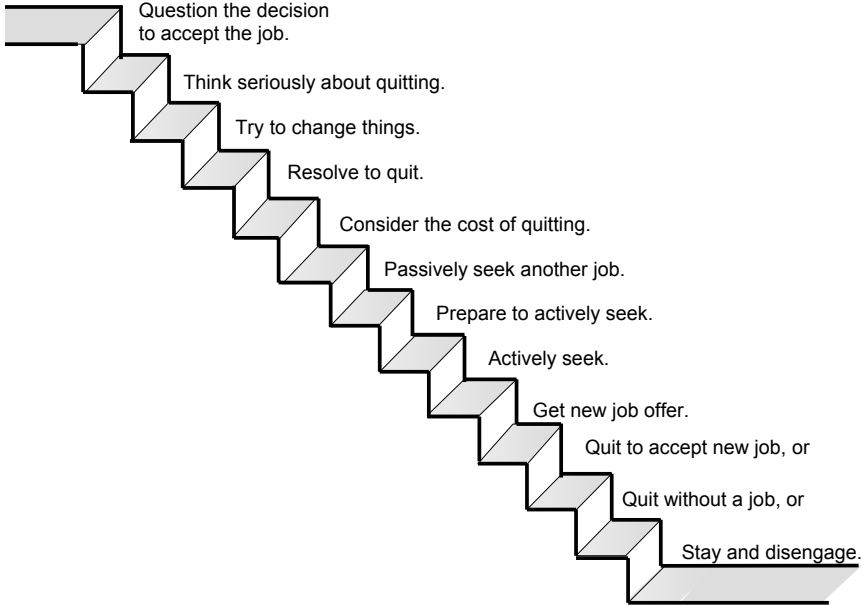 Question the decision
to accept the job.
Think seriously about quitting.
Try to change things.
Resolve to quit.
Consider the cost of quitting.
Passively seek another job.
Prepare to actively seek.
Actively seek.
Get new job offer.
Quit to accept new job, or
Quit without a job, or
Stay and disengage.